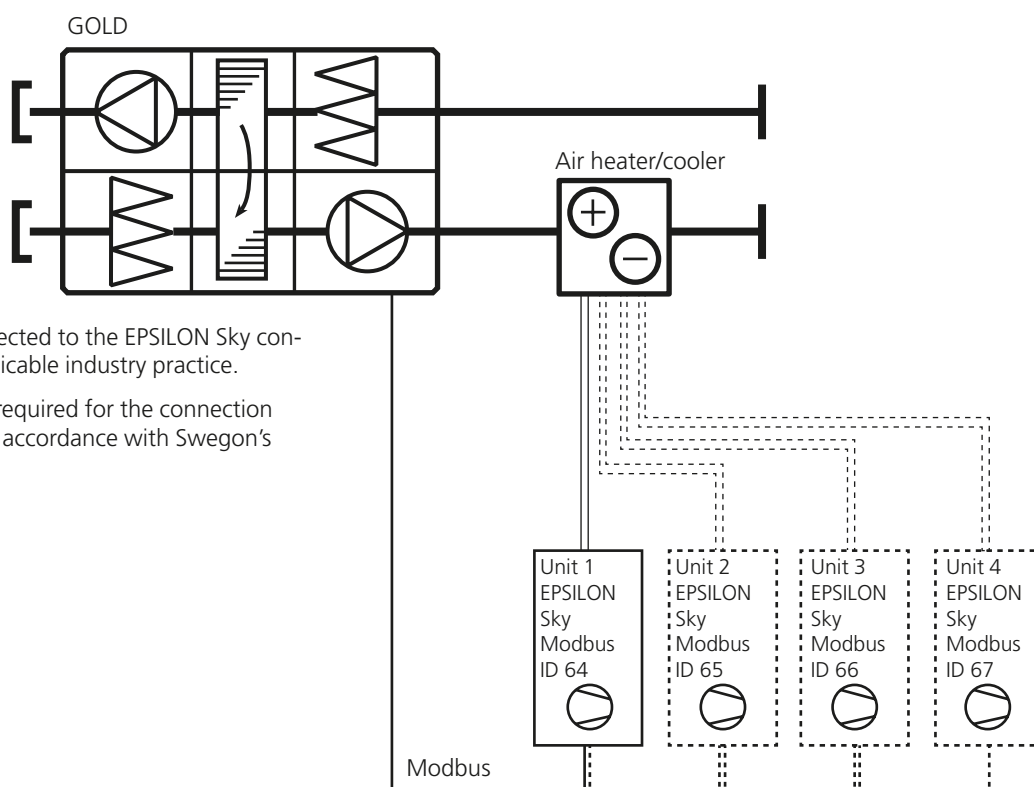 GOLD
Air heater/cooler
ected to the EPSILON Sky con-
icable industry practice.
required for the connection
accordance with Swegon's
Unit 1
EPSILON
Sky
Modbus
ID 64
Unit 2
EPSILON
Sky
Modbus
ID 65
Unit 3
EPSILON
Sky
Modbus
ID 66
Unit 4
EPSILON
Sky
Modbus
ID 67
Modbus